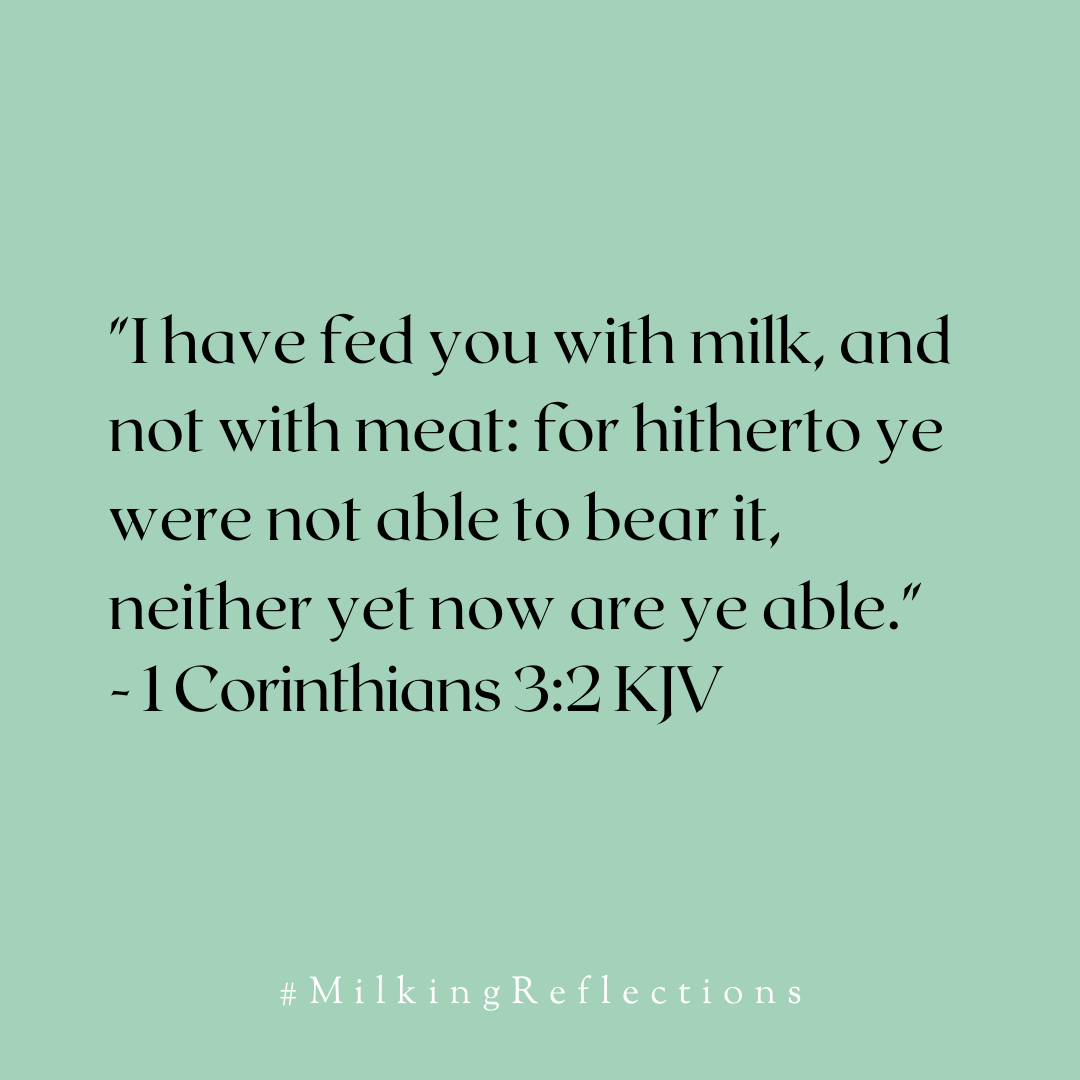 "I have fed you with milk, and
not with meat: for hitherto ye
were not able to bear it,
neither yet now are ye able."
- 1 Corinthians 3:2 KJV
#MilkingReflections